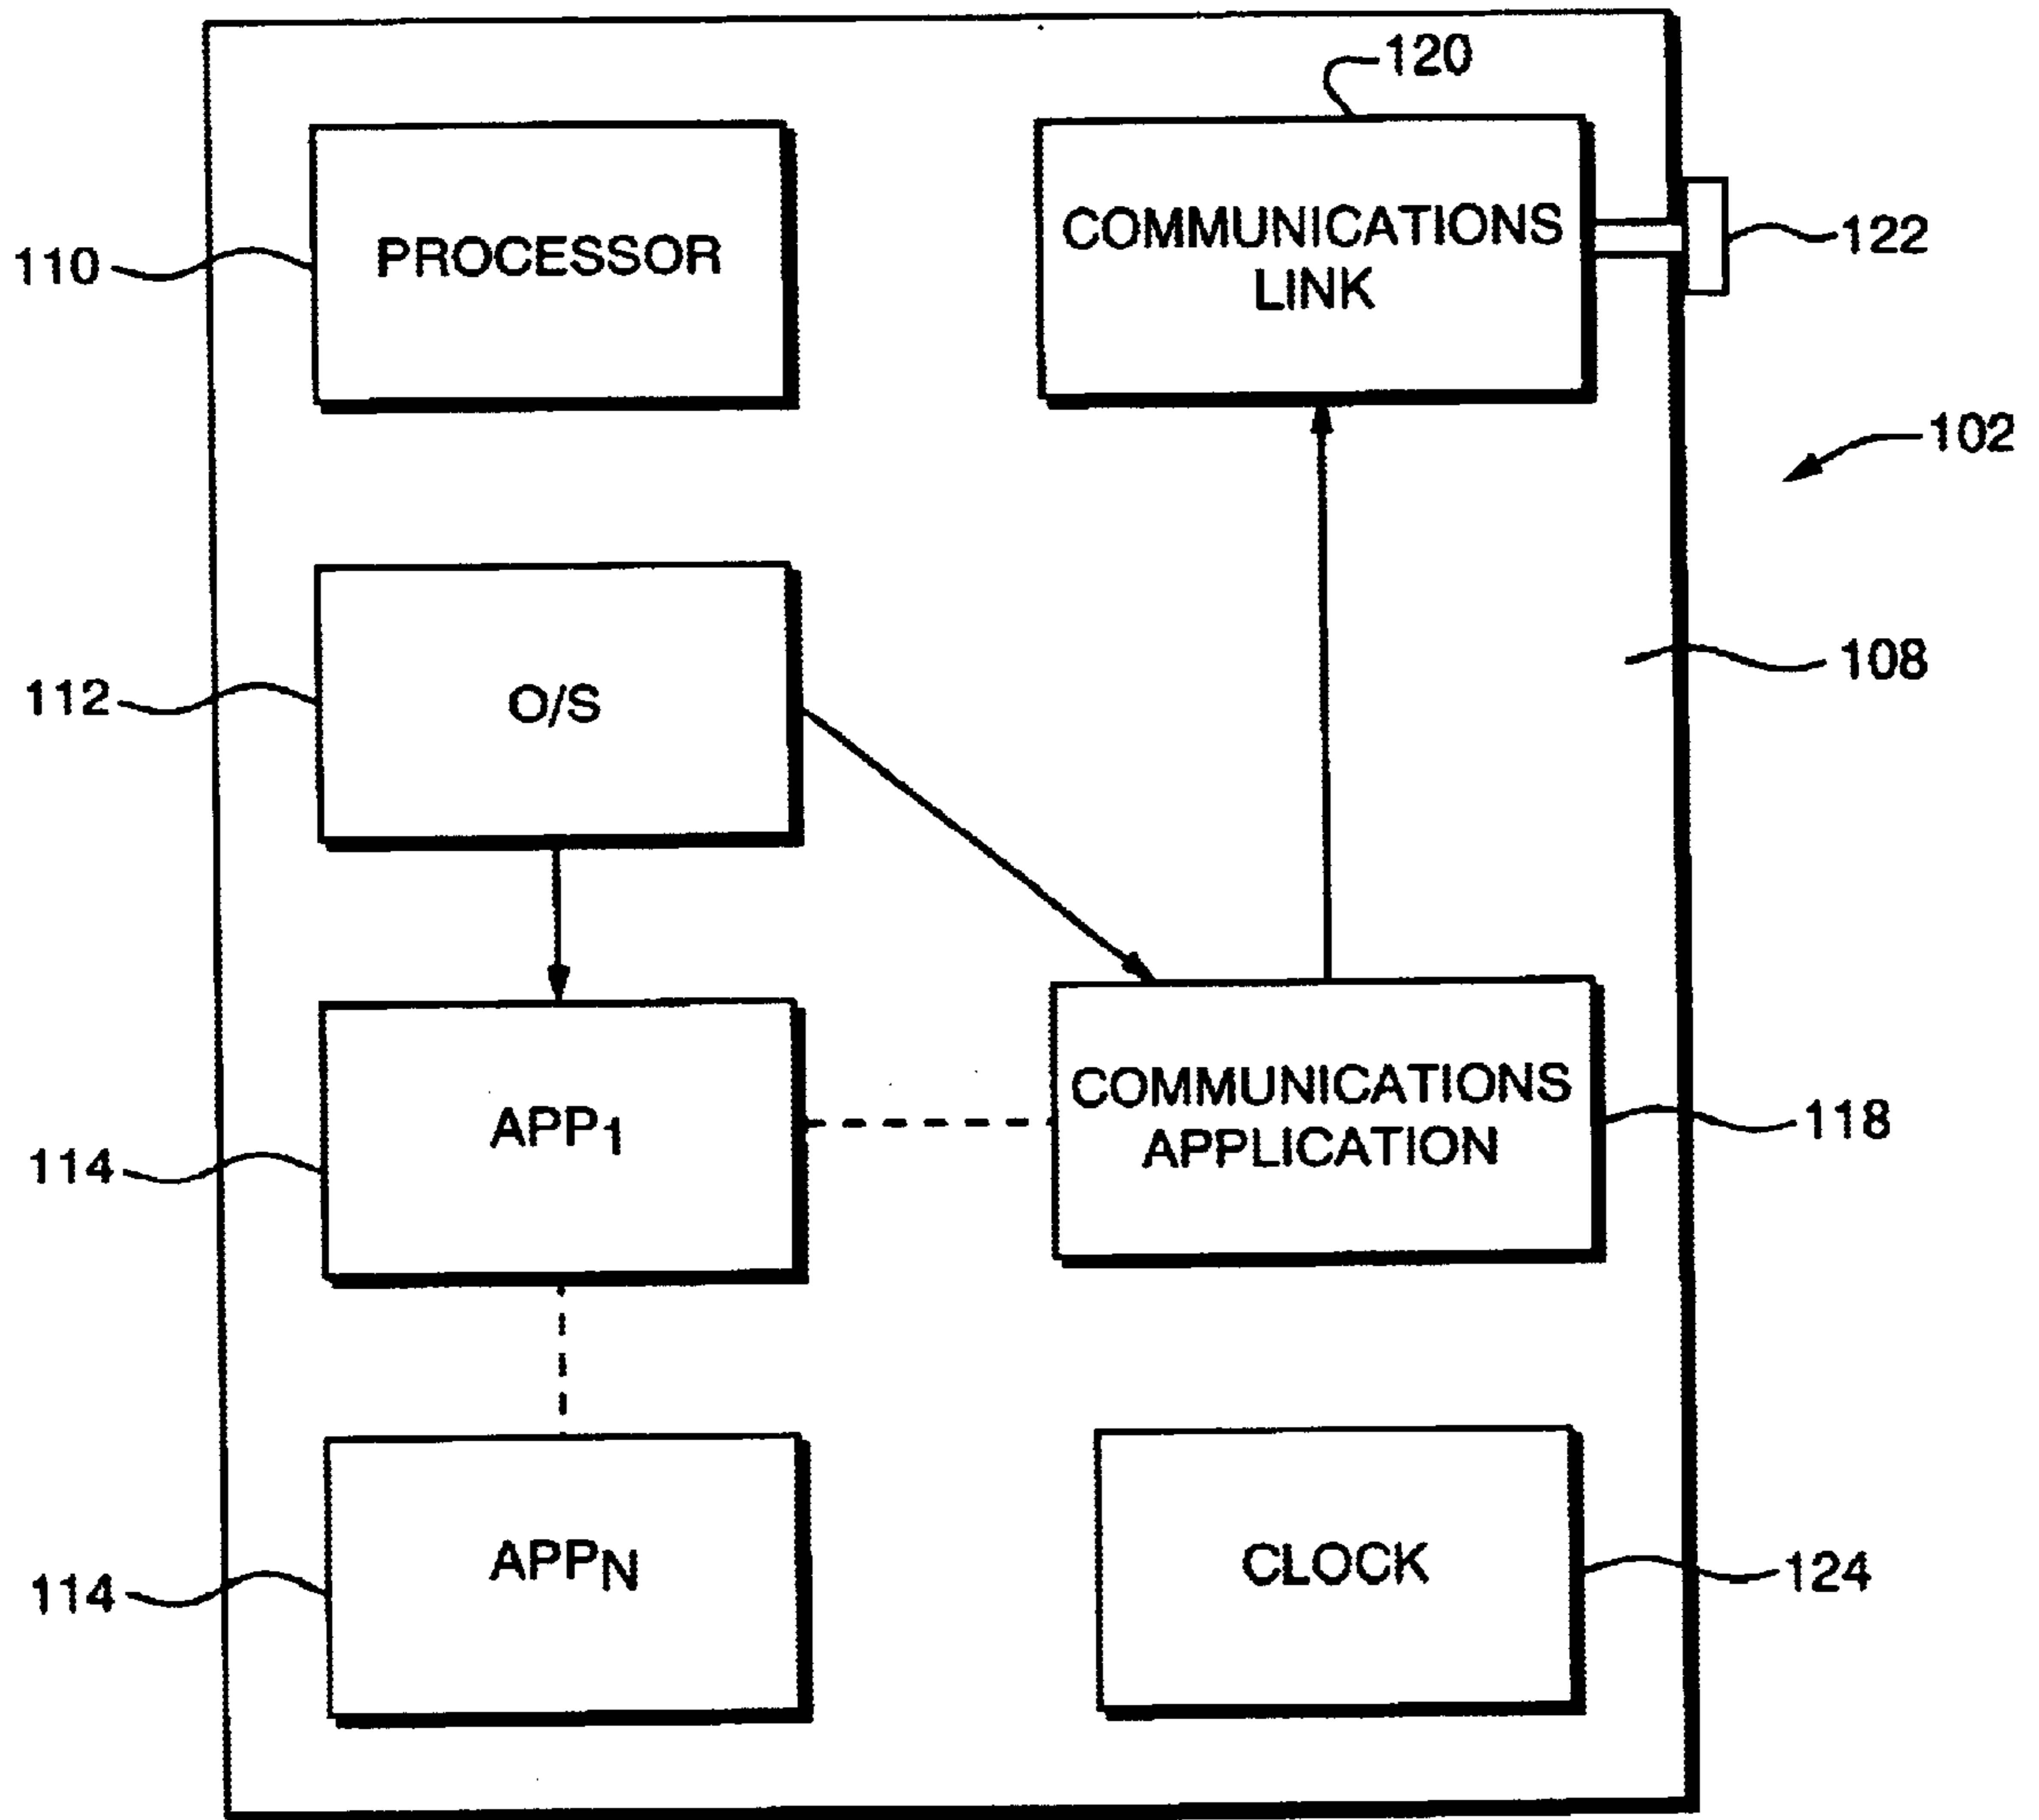 120
PROCESSOR
COMMUNICATIONS
LINK
110
122
102
108
112
O/S
APP1
COMMUNICATIONS
APPLICATION
118
114
APPN
CLOCK
124
114